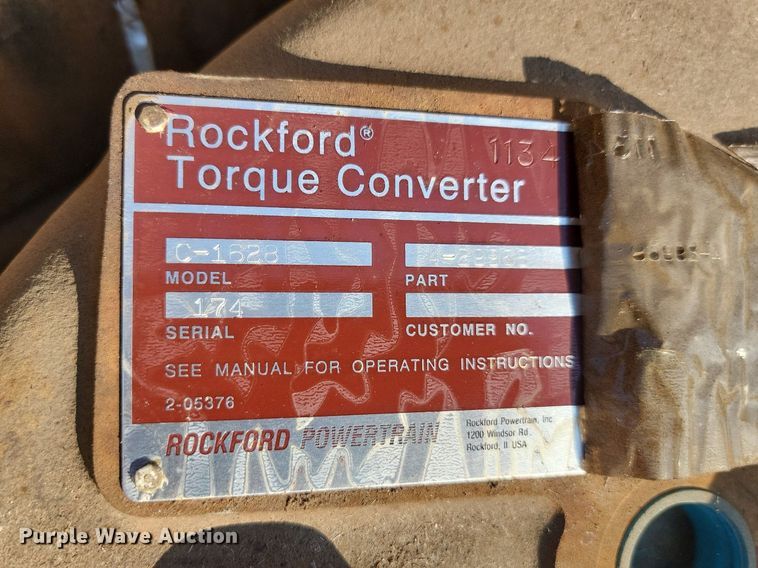 Rockford®
Torque Converter
1134
C-1628
MODEL
PART
174
SERIAL
CUSTOMER NO.
SEE MANUAL FOR OPERATING INSTRUCTIONS
2-05376
ROCKFORD POWERTRAIN
Rockford Powertrain, Inc
1200 Windsor Rd.
Rockford, Il USA
Purple Wave Auction